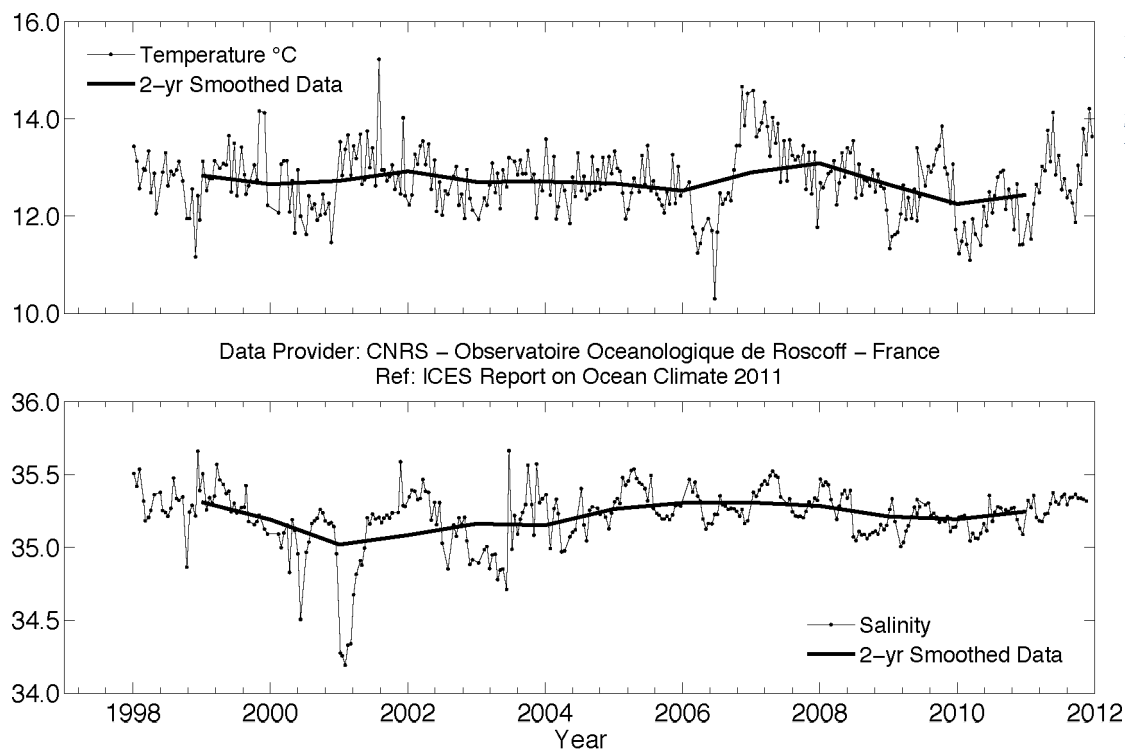 16.0
Temperature °C
2−yr Smoothed Data
14.0
12.0
10.0
Data Provider: CNRS − Observatoire Oceanologique de Roscoff − France
Ref: ICES Report on Ocean Climate 2011
36.0
35.5
35.0
34.5
Salinity
2−yr Smoothed Data
34.0
1998 2000 2002 2004 2006 2008 2010 2012
Year